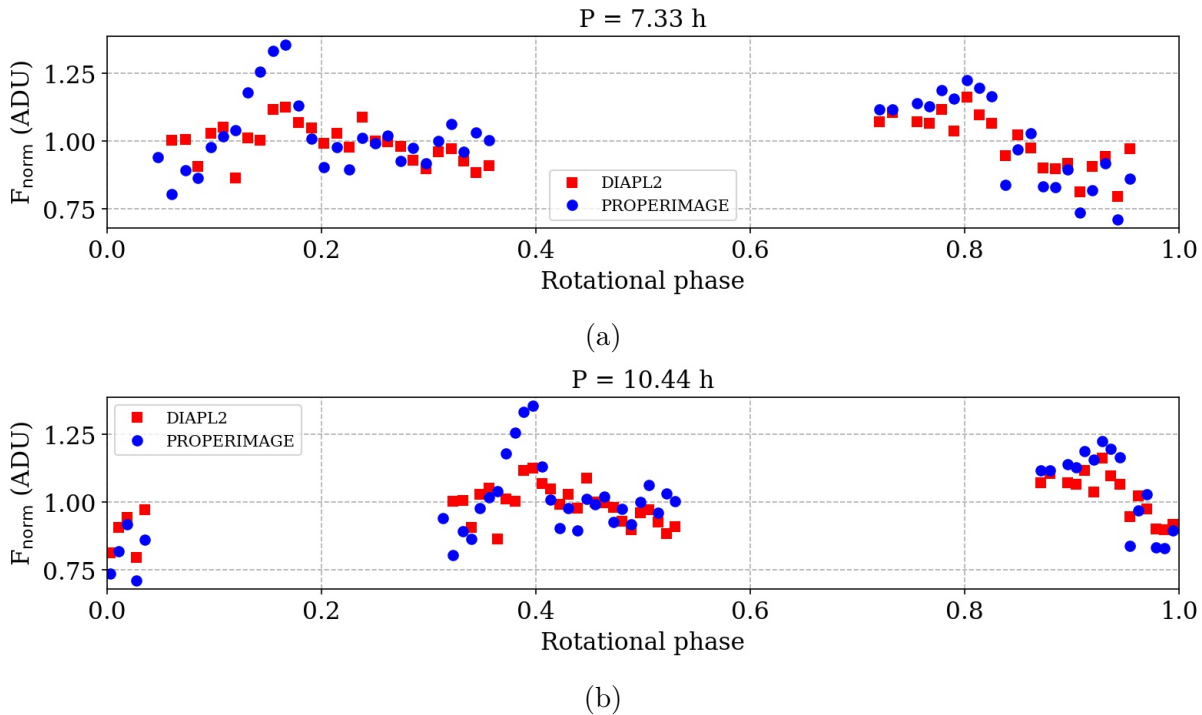 P = 7.33 h
1.25
1.00
0.75
F_norm (ADU)
DIAPL2
PROPERIMAGE
0.0 0.2 0.4 0.6 0.8 1.0
Rotational phase
(a)
P = 10.44 h
DIAPL2
PROPERIMAGE
1.25
1.00
0.75
F_norm (ADU)
0.0 0.2 0.4 0.6 0.8 1.0
Rotational phase
(b)